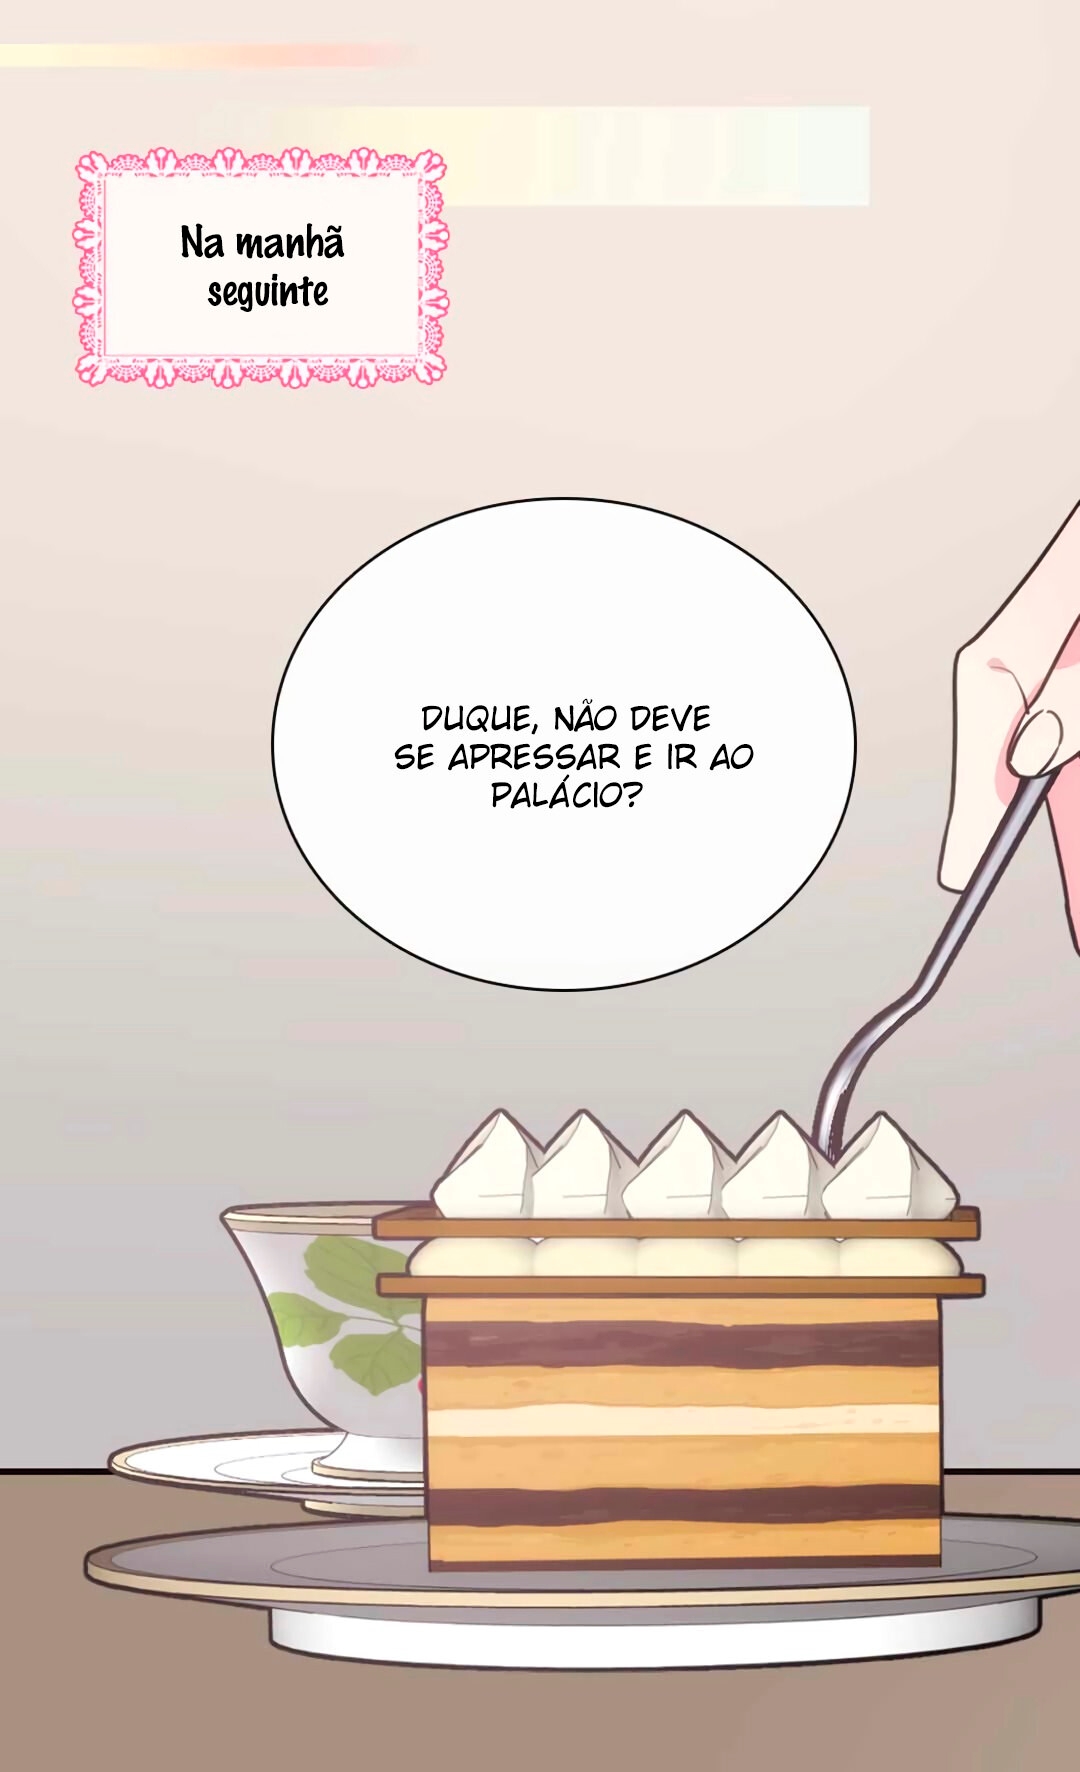 Na manhã
seguinte
DUQUE, NÃO DEVE
SE APRESSAR E IR AO
PALÁCIO?